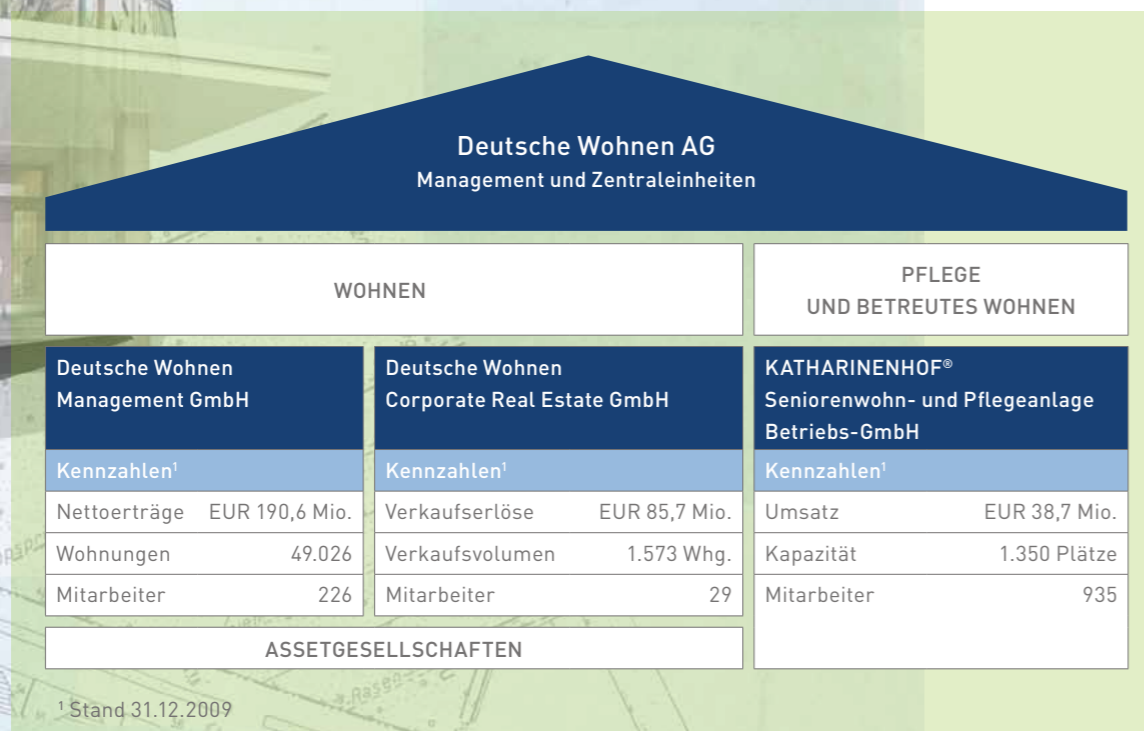 Deutsche Wohnen AG
Management und Zentraleinheiten
WOHNEN
PFLEGE
UND BETREUTES WOHNEN
Deutsche Wohnen
Management GmbH
Kennzahlen¹
Nettoerträge EUR 190,6 Mio.
Wohnungen 49.026
Mitarbeiter 226
Deutsche Wohnen
Corporate Real Estate GmbH
Kennzahlen¹
Verkaufserlöse EUR 85,7 Mio.
Verkaufsvolumen 1.573 Whg.
Mitarbeiter 29
KATHARINENHOF®
Seniorenwohn- und Pflegeanlage
Betriebs-GmbH
Kennzahlen¹
Umsatz EUR 38,7 Mio.
Kapazität 1.350 Plätze
Mitarbeiter 935
ASSETGESELLSCHAFTEN
¹ Stand 31.12.2009